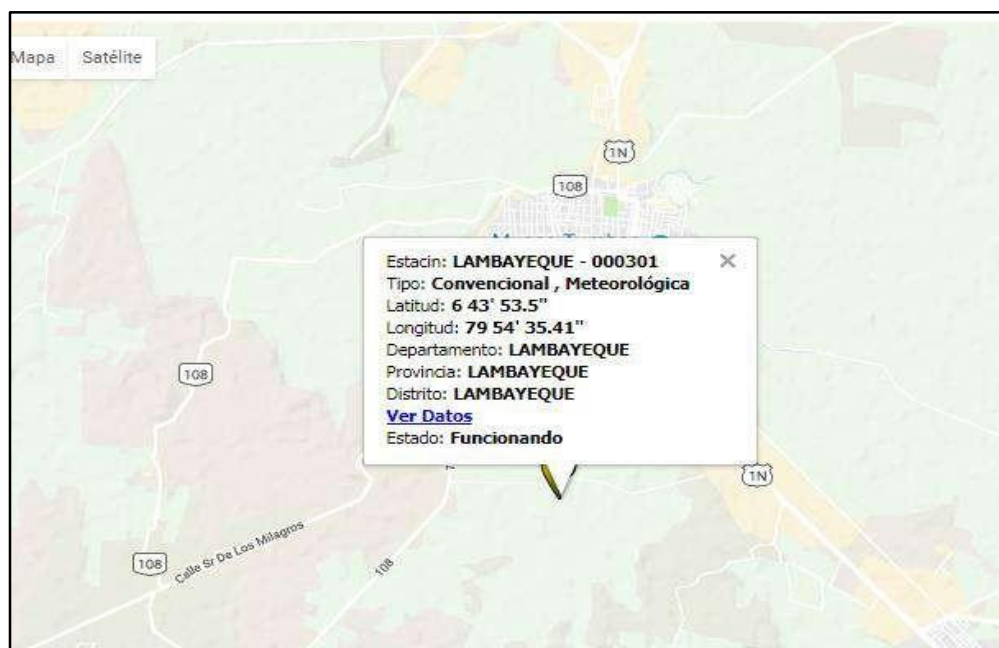 Mapa Satélite
1N
108
Estacin: LAMBAYEQUE - 000301
Tipo: Convencional , Meteorológica
Latitud: 6 43' 53.5"
Longitud: 79 54' 35.41"
Departamento: LAMBAYEQUE
Provincia: LAMBAYEQUE
Distrito: LAMBAYEQUE
Ver Datos
Estado: Funcionando
108
1N
Calle Sr De Los Milagros
108
108